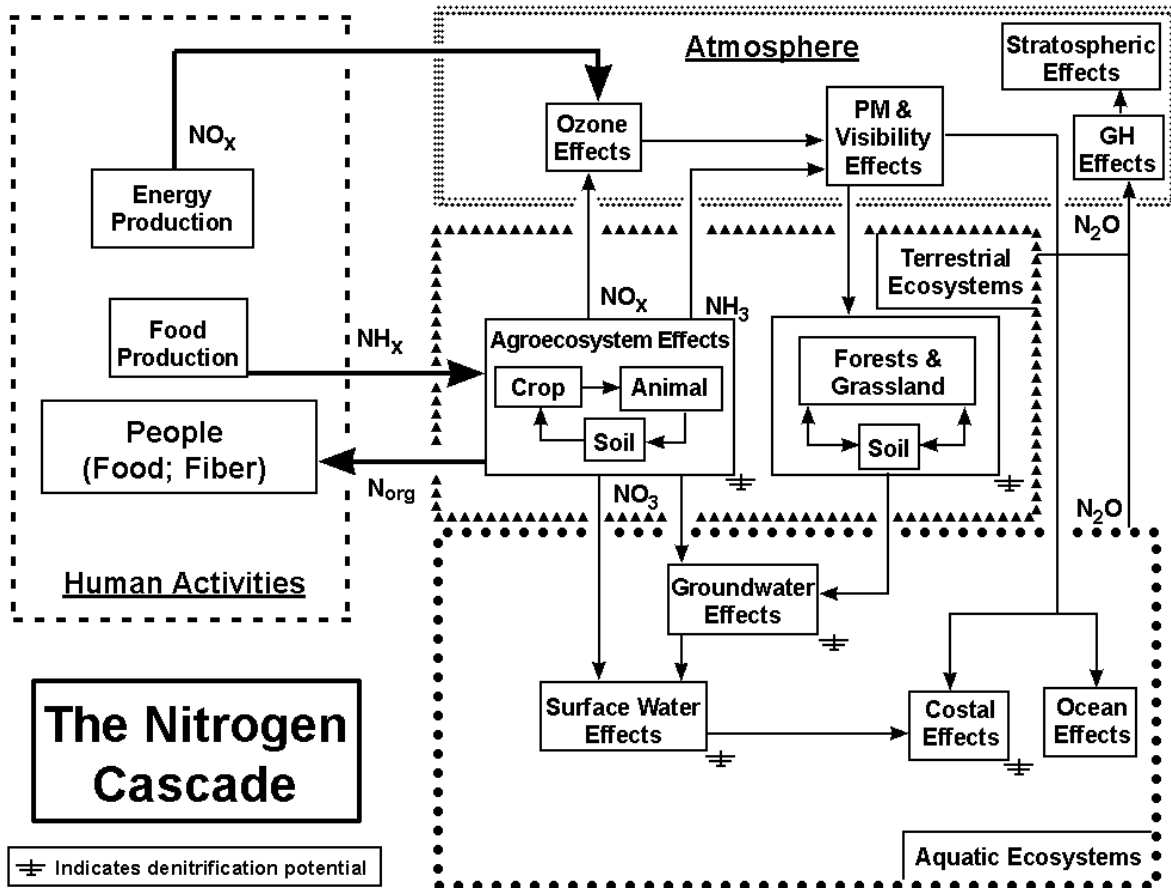 Atmosphere
Stratospheric
Effects
NOX
Ozone
Effects
PM &
Visibility
Effects
GH
Effects
Energy
Production
N2O
Terrestrial
Ecosystems
NOX
NH3
Food
Production
NHX
Agroecosystem Effects
Crop
Animal
Soil
Forests &
Grassland
Soil
People
(Food; Fiber)
Norg
NO3
N2O
Human Activities
Groundwater
Effects
Surface Water
Effects
Costal
Effects
Ocean
Effects
The Nitrogen
Cascade
Indicates denitrification potential
Aquatic Ecosystems